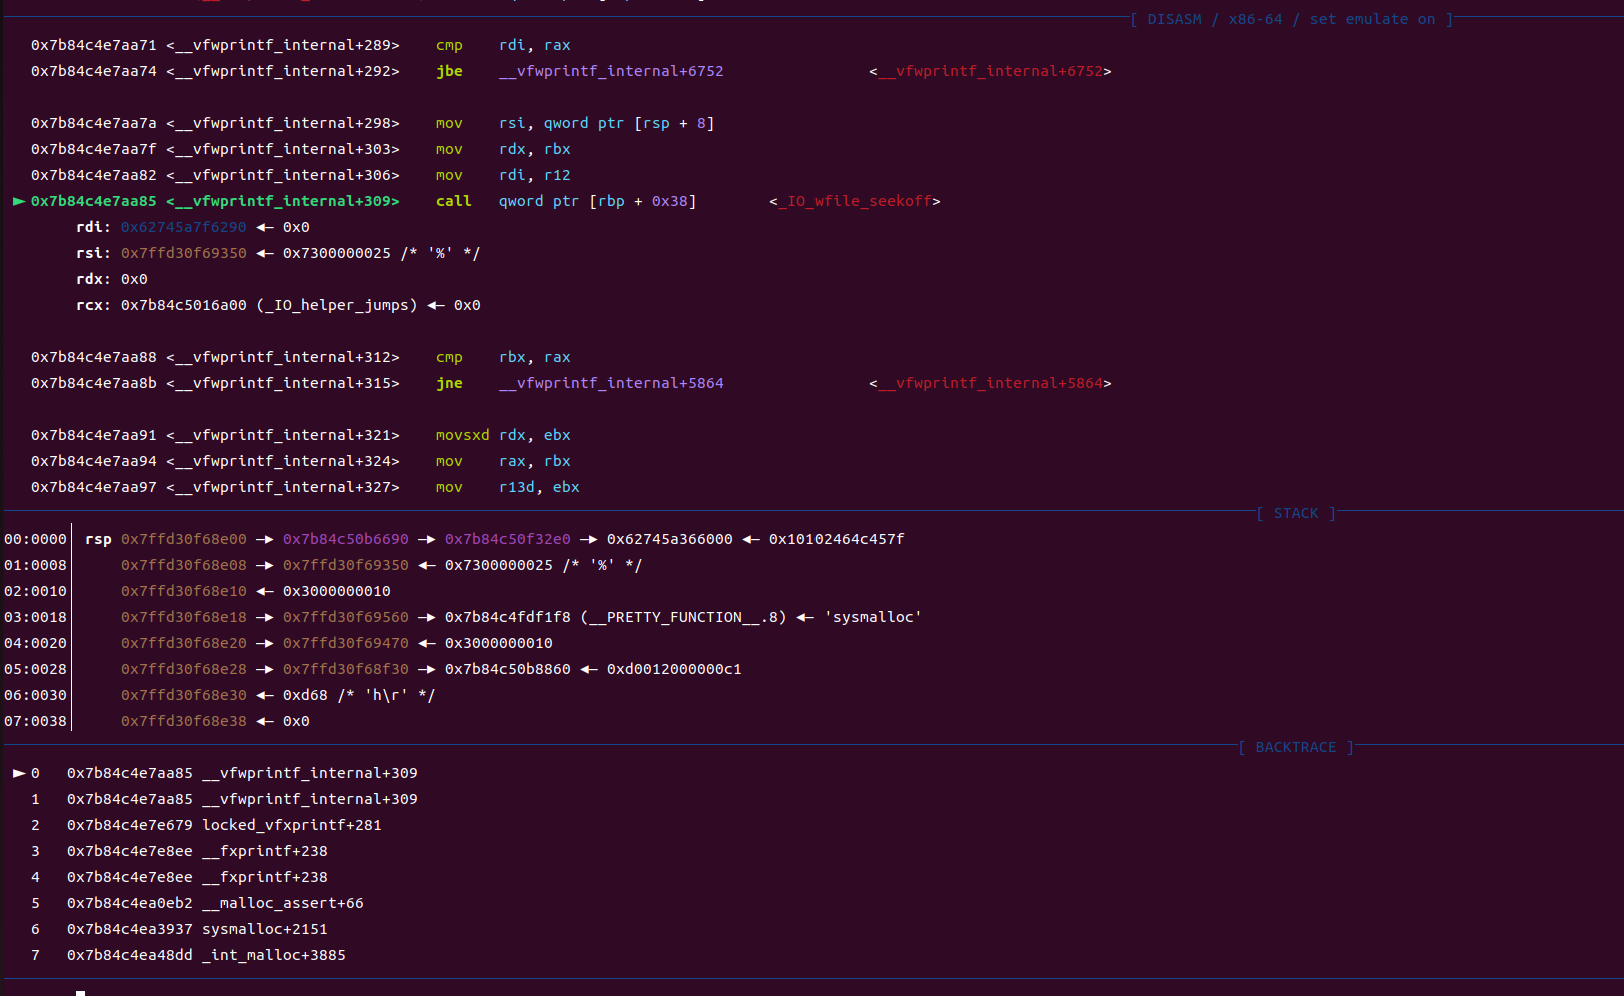 [ DISASM / x86-64 / set emulate on ]
0x7b84c4e7aa71 <__vfwprintf_internal+289>    cmp    rdi, rax
0x7b84c4e7aa74 <__vfwprintf_internal+292>    jbe    __vfwprintf_internal+6752                <__vfwprintf_internal+6752>
0x7b84c4e7aa7a <__vfwprintf_internal+298>    mov    rsi, qword ptr [rsp + 8]
0x7b84c4e7aa7f <__vfwprintf_internal+303>    mov    rdx, rbx
0x7b84c4e7aa82 <__vfwprintf_internal+306>    mov    rdi, r12
► 0x7b84c4e7aa85 <__vfwprintf_internal+309>    call   qword ptr [rbp + 0x38]        <_IO_wfile_seekoff>
rdi: 0x62745a7f6290 ◄— 0x0
rsi: 0x7ffd30f69350 ◄— 0x7300000025 /* '%' */
rdx: 0x0
rcx: 0x7b84c5016a00 (_IO_helper_jumps) ◄— 0x0
0x7b84c4e7aa88 <__vfwprintf_internal+312>    cmp    rbx, rax
0x7b84c4e7aa8b <__vfwprintf_internal+315>    jne    __vfwprintf_internal+5864                <__vfwprintf_internal+5864>
0x7b84c4e7aa91 <__vfwprintf_internal+321>    movsxd rdx, ebx
0x7b84c4e7aa94 <__vfwprintf_internal+324>    mov    rax, rbx
0x7b84c4e7aa97 <__vfwprintf_internal+327>    mov    r13d, ebx
[ STACK ]
00:0000│ rsp 0x7ffd30f68e00 —► 0x7b84c50b6690 —► 0x7b84c50f32e0 —► 0x62745a366000 ◄— 0x10102464c457f
01:0008│     0x7ffd30f68e08 —► 0x7ffd30f69350 ◄— 0x7300000025 /* '%' */
02:0010│     0x7ffd30f68e10 ◄— 0x3000000010
03:0018│     0x7ffd30f68e18 —► 0x7ffd30f69560 —► 0x7b84c4fdf1f8 (__PRETTY_FUNCTION__.8) ◄— 'sysmalloc'
04:0020│     0x7ffd30f68e20 —► 0x7ffd30f69470 ◄— 0x3000000010
05:0028│     0x7ffd30f68e28 —► 0x7ffd30f68f30 —► 0x7b84c50b8860 ◄— 0xd0012000000c1
06:0030│     0x7ffd30f68e30 ◄— 0xd68 /* 'h\r' */
07:0038│     0x7ffd30f68e38 ◄— 0x0
[ BACKTRACE ]
► 0   0x7b84c4e7aa85 __vfwprintf_internal+309
1   0x7b84c4e7aa85 __vfwprintf_internal+309
2   0x7b84c4e7e679 locked_vfxprintf+281
3   0x7b84c4e7e8ee __fxprintf+238
4   0x7b84c4e7e8ee __fxprintf+238
5   0x7b84c4ea0eb2 __malloc_assert+66
6   0x7b84c4ea3937 sysmalloc+2151
7   0x7b84c4ea48dd _int_malloc+3885